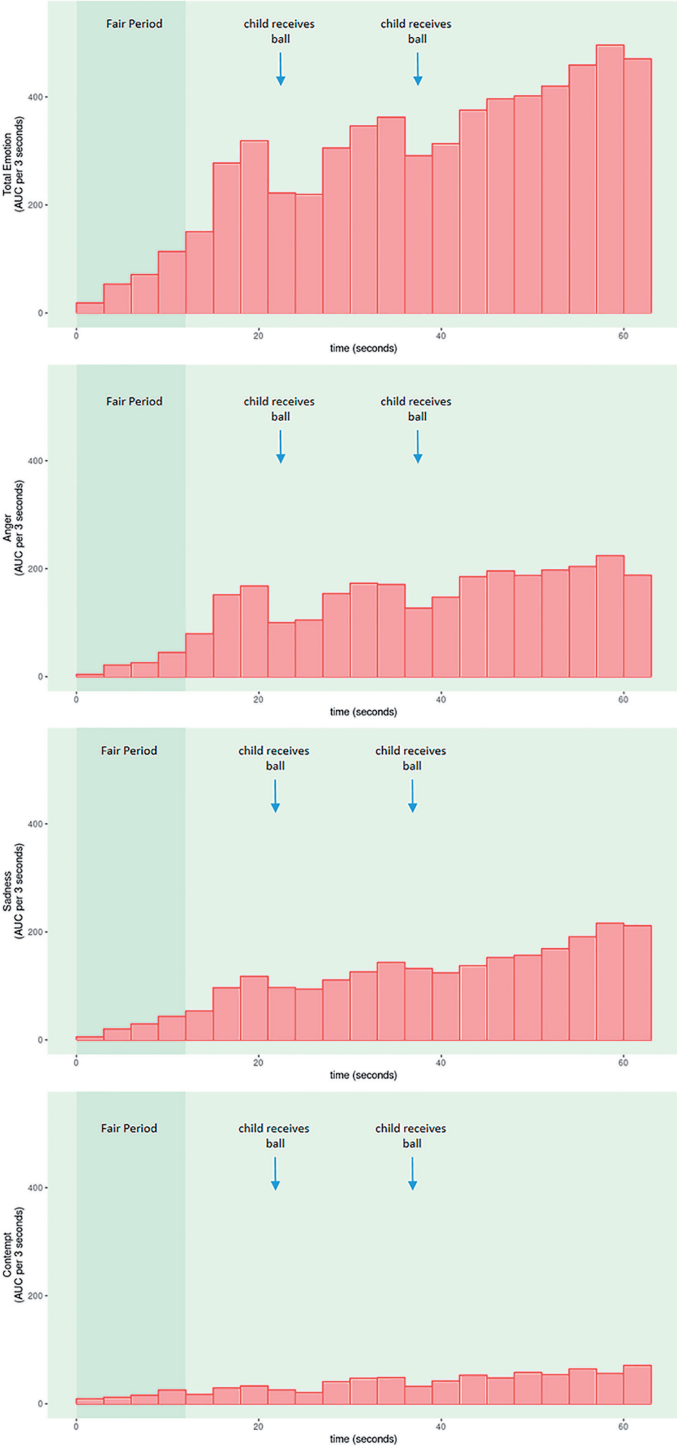 Fair Period
child receives
ball
child receives
ball
Total Emotion
(AUC per 3 seconds)
400
200
0
0
20
40
60
time (seconds)
Fair Period
child receives
ball
child receives
ball
Anger
(AUC per 3 seconds)
400
200
0
0
20
40
60
time (seconds)
Fair Period
child receives
ball
child receives
ball
Sadness
(AUC per 3 seconds)
400
200
0
0
20
40
60
time (seconds)
Fair Period
child receives
ball
child receives
ball
Contempt
(AUC per 3 seconds)
400
200
0
0
20
40
60
time (seconds)